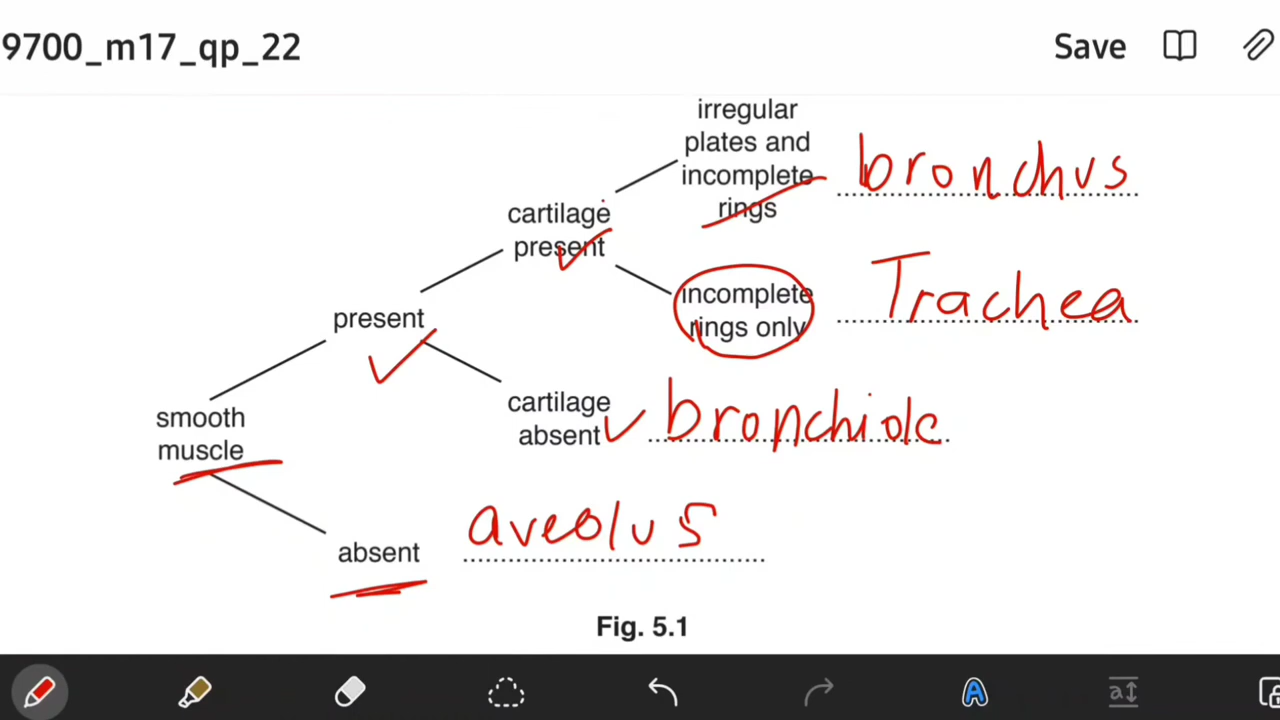 9700_m17_qp_22
Save
irregular
plates and
incomplete
rings
bronchus
cartilage
present
incomplete
rings only
Trachea
present
cartilage
absent
bronchiole
smooth
muscle
absent
aveolus
Fig. 5.1
A
a